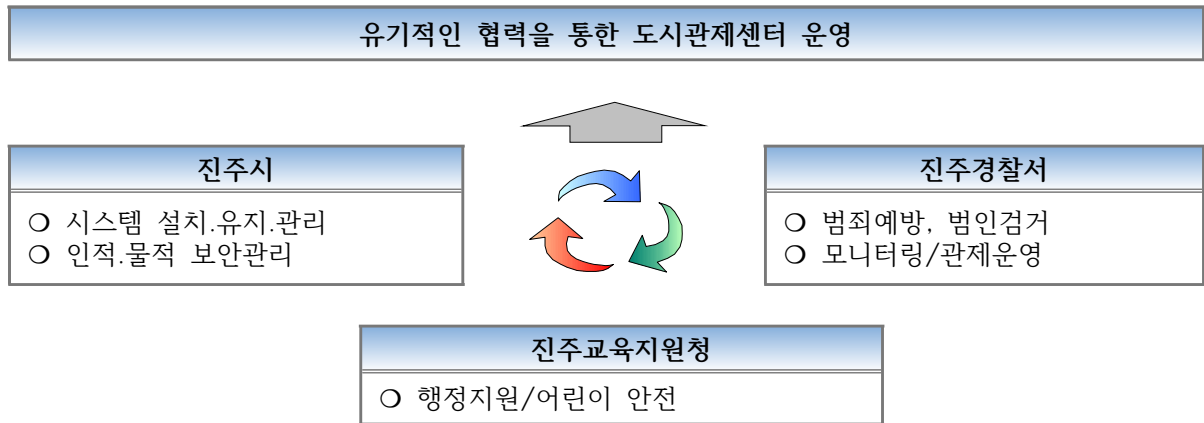 유기적인 협력을 통한 도시관제센터 운영
진주시
❍ 시스템 설치.유지.관리
❍ 인적.물적 보안관리
진주경찰서
❍ 범죄예방, 범인검거
❍ 모니터링/관제운영
진주교육지원청
❍ 행정지원/어린이 안전